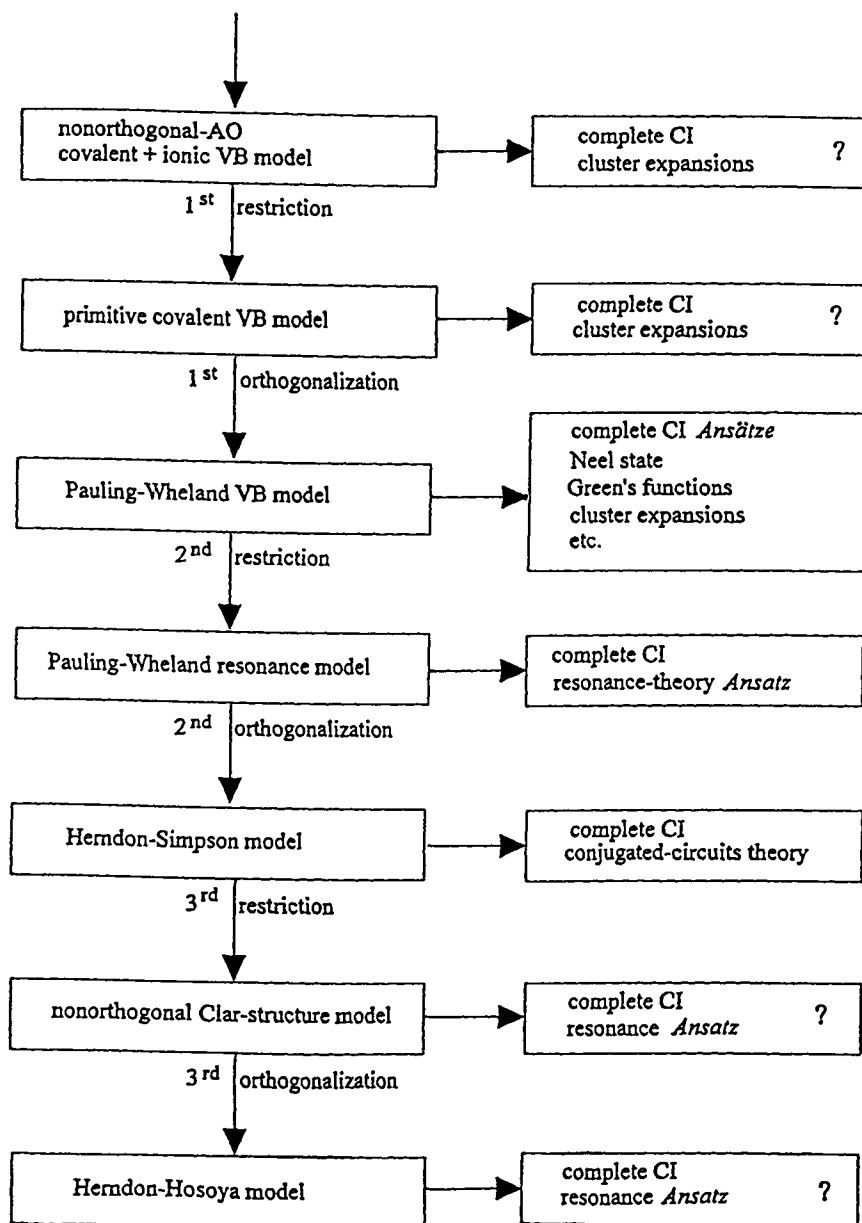 nonorthogonal-AO
covalent + ionic VB model
complete CI
cluster expansions ?
1st restriction
primitive covalent VB model
complete CI
cluster expansions ?
1st orthogonalization
Pauling-Wheland VB model
complete CI Ansätze
Neel state
Green's functions
cluster expansions
etc.
2nd restriction
Pauling-Wheland resonance model
complete CI
resonance-theory Ansatz
2nd orthogonalization
Herndon-Simpson model
complete CI
conjugated-circuits theory
3rd restriction
nonorthogonal Clar-structure model
complete CI
resonance Ansatz ?
3rd orthogonalization
Herndon-Hosoya model
complete CI
resonance Ansatz ?